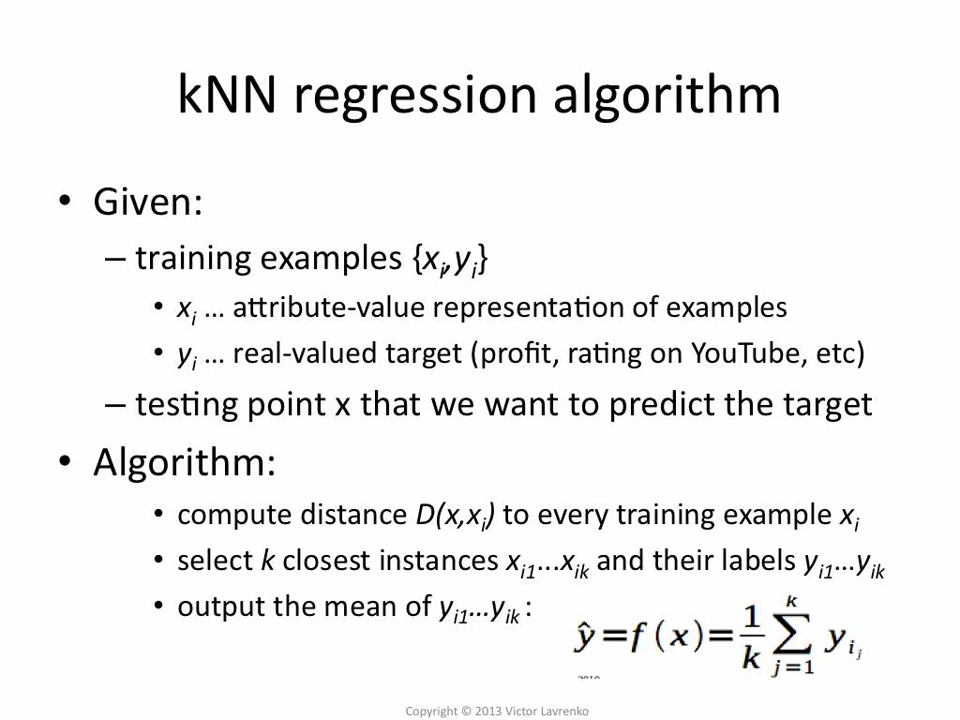 kNN regression algorithm
• Given:
– training examples {xi,yi}
• xi … attribute-value representation of examples
• yi … real-valued target (profit, rating on YouTube, etc)
– testing point x that we want to predict the target
• Algorithm:
• compute distance D(x,xi) to every training example xi
• select k closest instances xi1...xik and their labels yi1…yik
• output the mean of yi1…yik :
ŷ=f(x)=1/k ∑_{j=1}^{k} y_{i_j}
Copyright © 2013 Victor Lavrenko